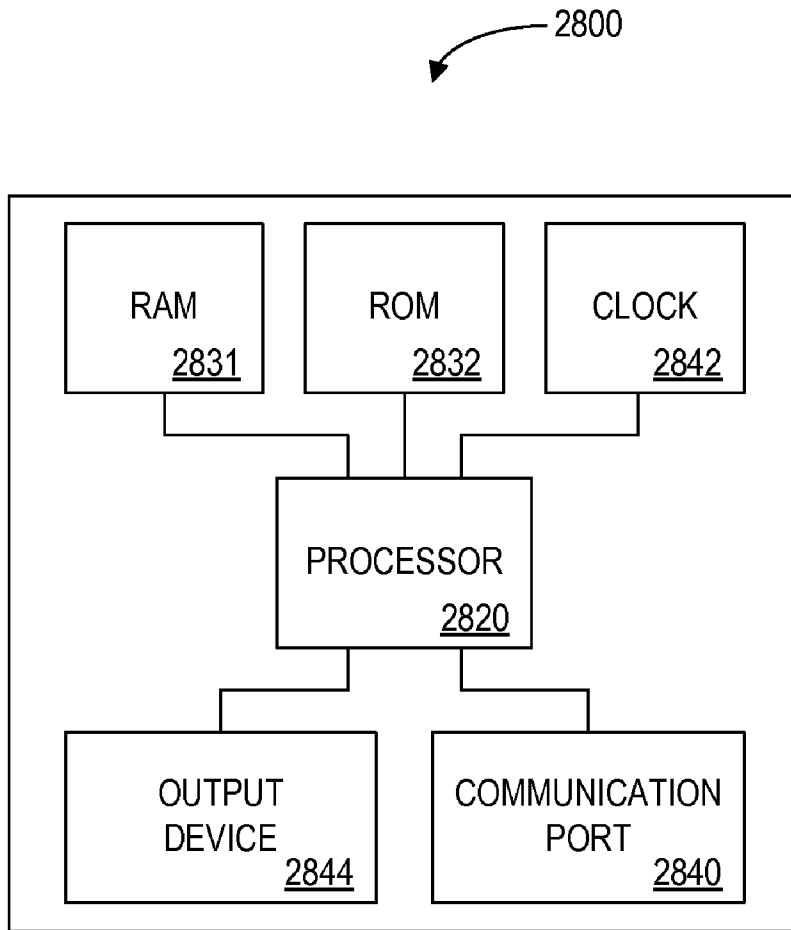 2800
RAM
2831
ROM
2832
CLOCK
2842
PROCESSOR
2820
OUTPUT
DEVICE
2844
COMMUNICATION
PORT
2840